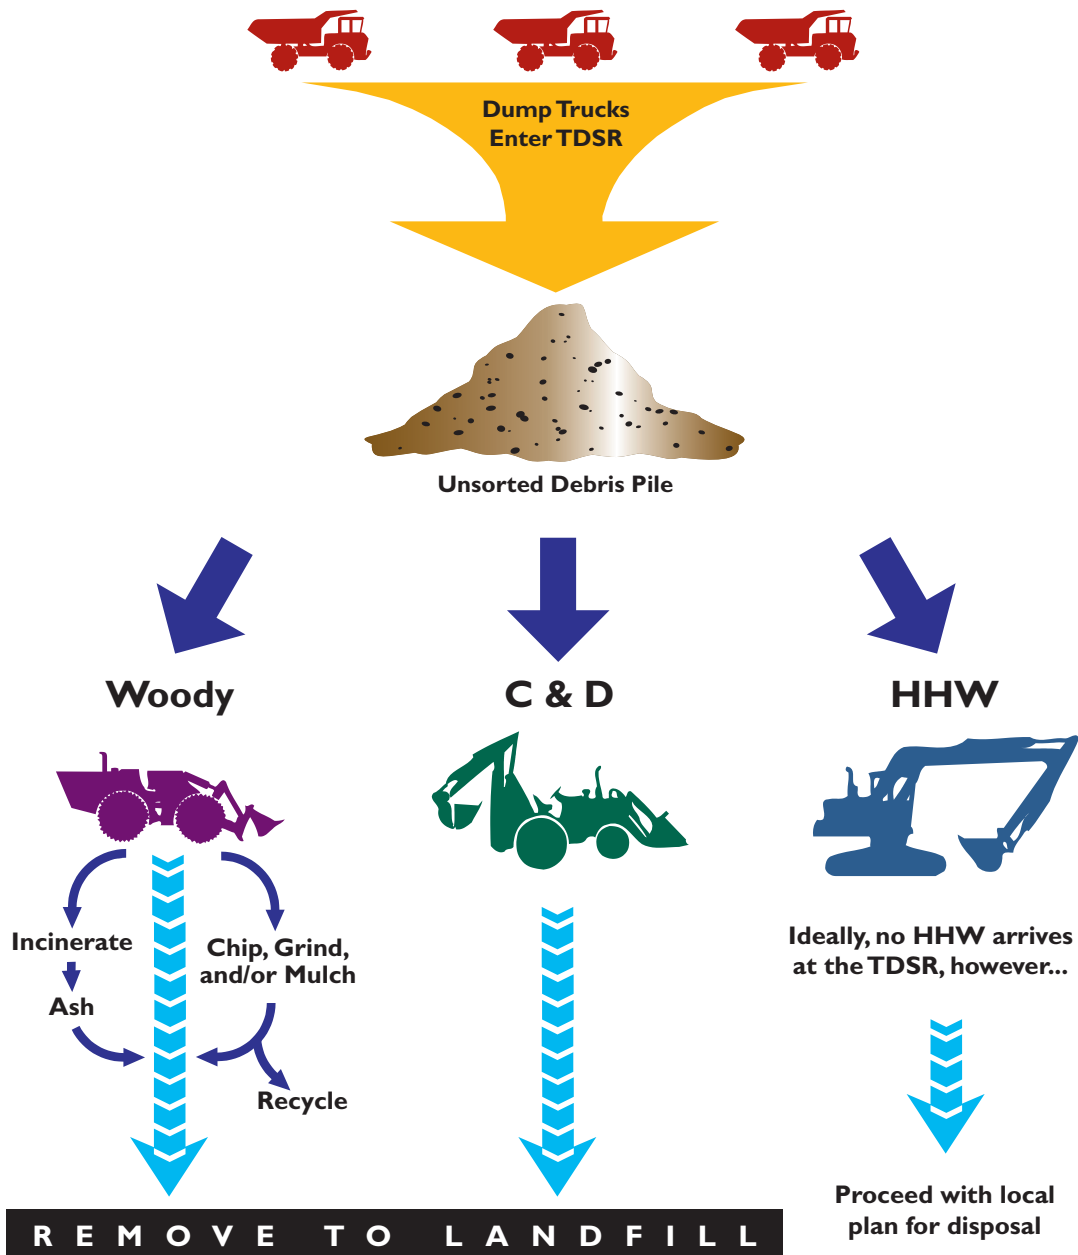 Dump Trucks
Enter TDSR
Unsorted Debris Pile
Woody
C & D
HHW
Incinerate
Ash
Chip, Grind,
and/or Mulch
Recycle
Ideally, no HHW arrives
at the TDSR, however...
Proceed with local
plan for disposal
REMOVE TO LANDFILL